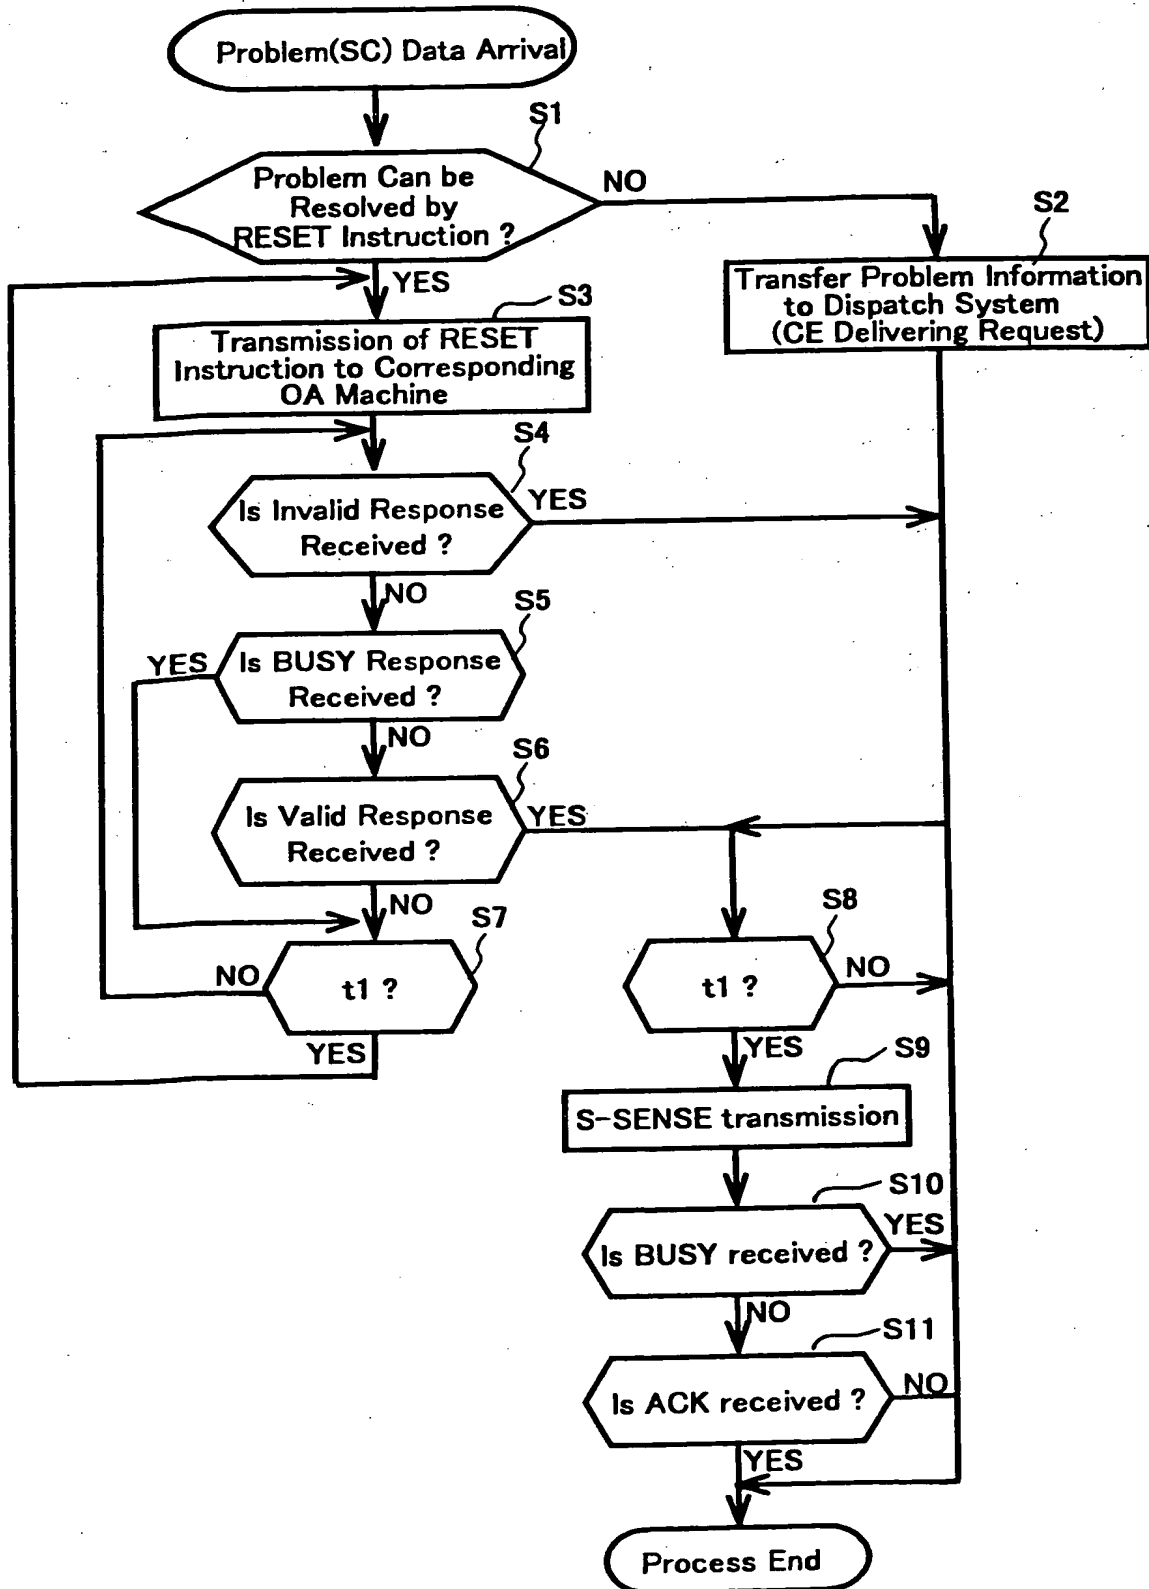 Problem(SC) Data Arrival
S1
Problem Can be
Resolved by
RESET Instruction ?
NO
YES
S2
Transfer Problem Information
to Dispatch System
(CE Delivering Request)
S3
Transmission of RESET
Instruction to Corresponding
OA Machine
S4
Is Invalid Response
Received ?
YES
NO
S5
Is BUSY Response
Received ?
YES
NO
S6
Is Valid Response
Received ?
YES
NO
S7
t1 ?
NO
YES
S8
t1 ?
NO
YES
S9
S-SENSE transmission
S10
Is BUSY received ?
YES
NO
S11
Is ACK received ?
NO
YES
Process End